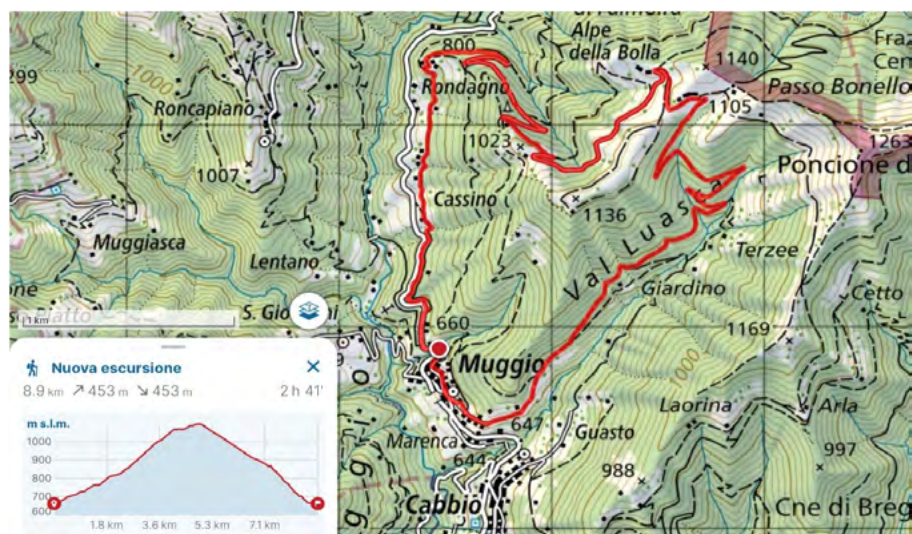 800
Alpe
della Bolla
1140
Fraz
Cen
Passo Bonello
1105
1263
Poncione d
299
1000
Roncapiano
Rondagno
1023
1007
1136
Cassino
Muggiasca
Lentano
Val Luasca
Terzee
Giardino
Cetto
1 km
S. Gio
660
1169
Muggio
1000
647
Laorina
Arla
Marenca
644
Guasto
988
997
Cabbio
Cne di Breg
Nuova escursione
8.9 km ↗ 453 m ↘ 453 m 2 h 41'
m s.l.m.
1000
900
800
700
600
1.8 km 3.6 km 5.3 km 7.1 km